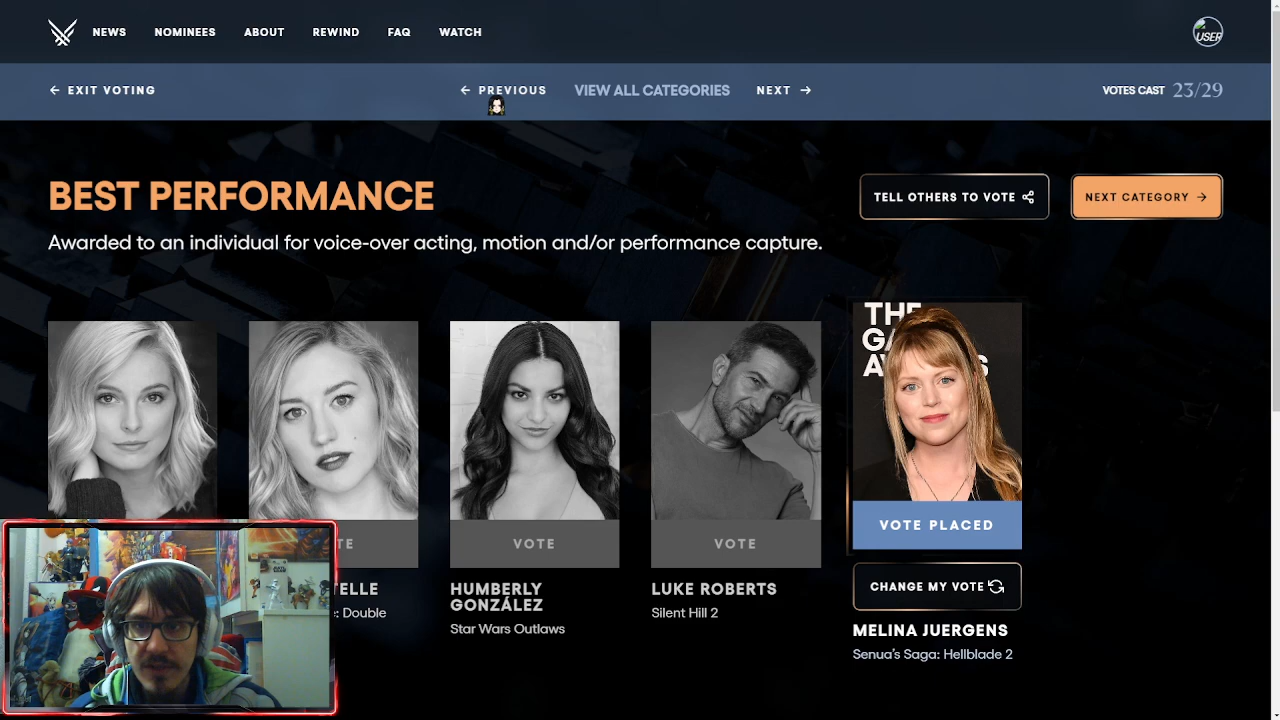 NEWS
NOMINEES
ABOUT
REWIND
FAQ
WATCH
USER
← EXIT VOTING
← PREVIOUS
VIEW ALL CATEGORIES
NEXT →
VOTES CAST 23/29
BEST PERFORMANCE
TELL OTHERS TO VOTE
NEXT CATEGORY →
Awarded to an individual for voice-over acting, motion and/or performance capture.
THE
VOTE PLACED
VOTE
VOTE
CHANGE MY VOTE
HUMBERLY
GONZÁLEZ
Star Wars Outlaws
LUKE ROBERTS
Silent Hill 2
MELINA JUERGENS
Senua's Saga: Hellblade 2
: Double